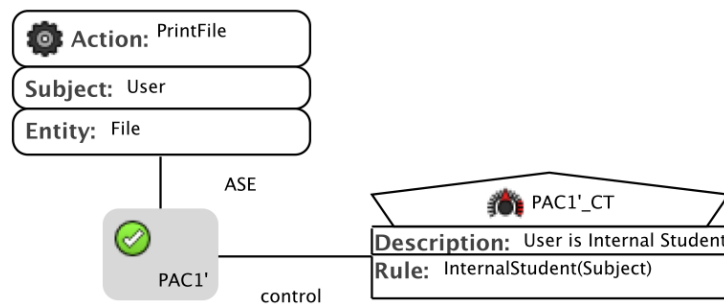 Action: PrintFile
Subject: User
Entity: File
ASE
PAC1'
control
PAC1'_CT
Description: User is Internal Student
Rule: InternalStudent(Subject)